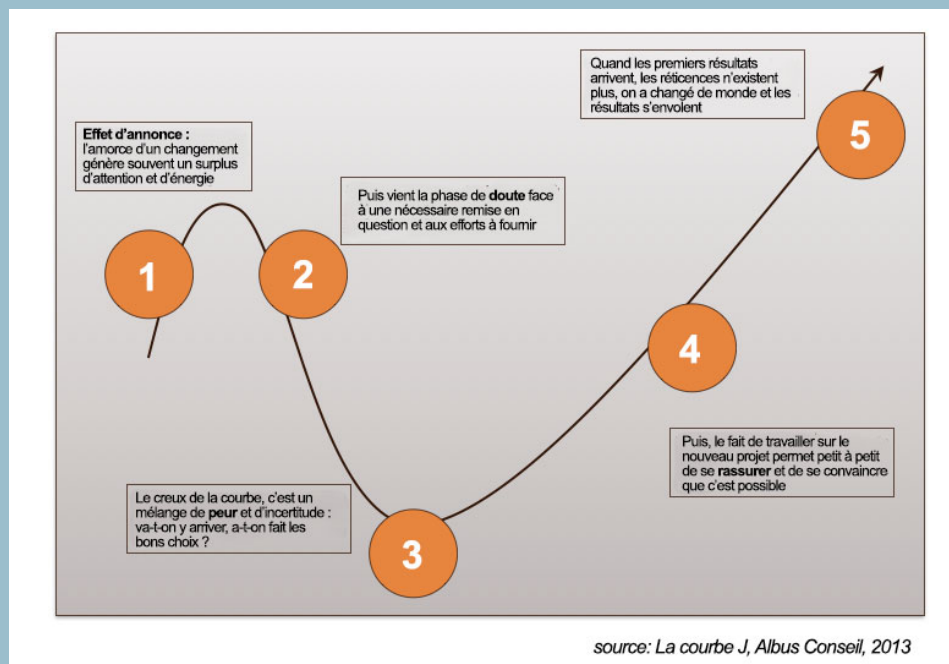 Effet d'annonce :
l'amorce d'un changement
génère souvent un surplus
d'attention et d'énergie
1
Puis vient la phase de doute face
à une nécessaire remise en
question et aux efforts à fournir
2
Le creux de la courbe, c'est un
mélange de peur et d'incertitude :
va-t-on y arriver, a-t-on fait les
bons choix ?
3
Puis, le fait de travailler sur le
nouveau projet permet petit à petit
de se rassurer et de se convaincre
que c'est possible
4
Quand les premiers résultats
arrivent, les réticences n'existent
plus, on a changé de monde et les
résultats s'envolent
5
source: La courbe J, Albus Conseil, 2013